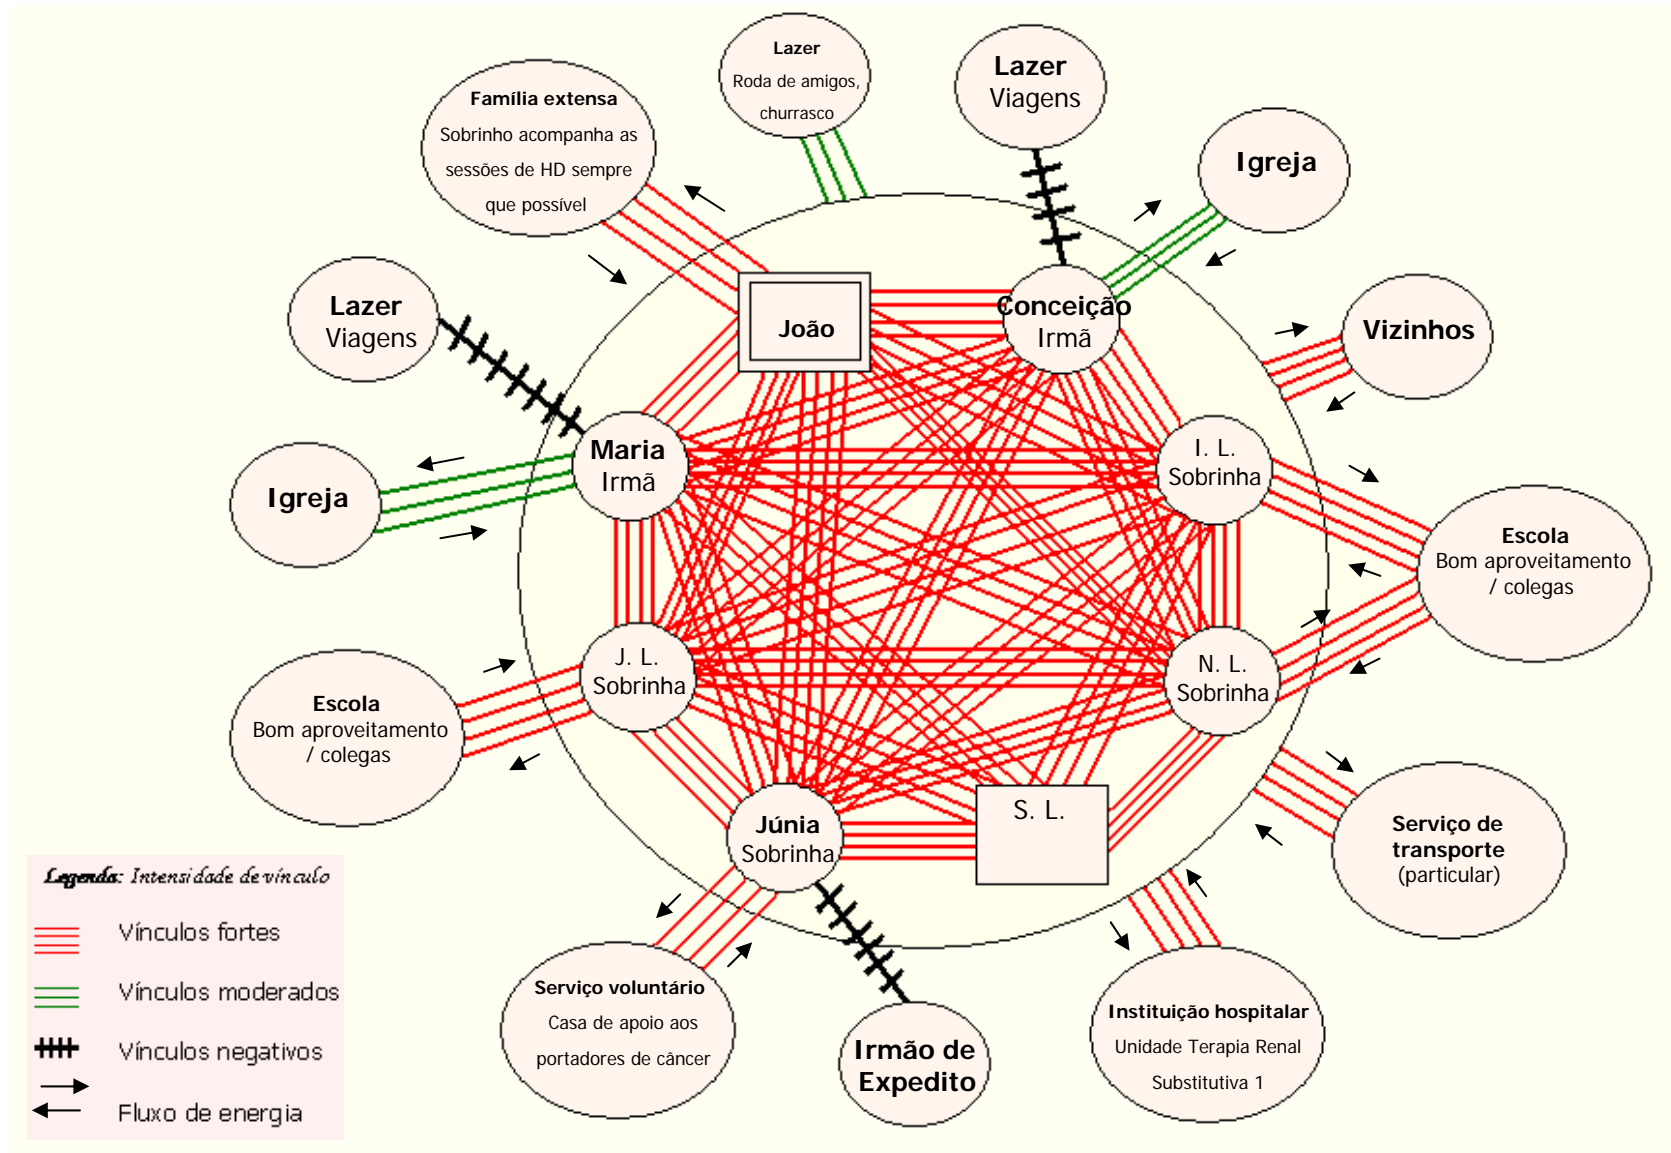 Lazer
Roda de amigos,
churrasco
Lazer
Viagens
Família extensa
Sobrinho acompanha as
sessões de HD sempre
que possível
Igreja
Lazer
Viagens
João
Conceição
Irmã
Vizinhos
Maria
Irmã
I. L.
Sobrinha
Igreja
Escola
Bom aproveitamento
/ colegas
J. L.
Sobrinha
N. L.
Sobrinha
Escola
Bom aproveitamento
/ colegas
Júnia
Sobrinha
S. L.
Serviço de
transporte
(particular)
Serviço voluntário
Casa de apoio aos
portadores de câncer
Irmão de
Expedito
Instituição hospitalar
Unidade Terapia Renal
Substitutiva 1
Legenda: Intensidade de vínculo
Vínculos fortes
Vínculos moderados
Vínculos negativos
Fluxo de energia